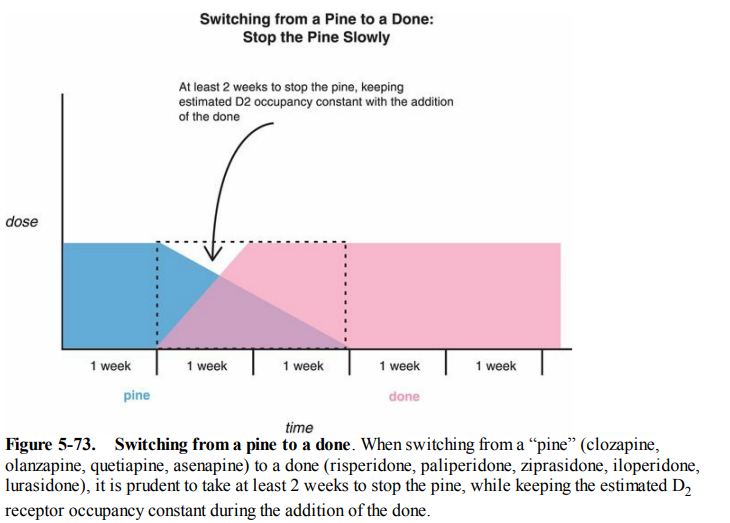 Switching from a Pine to a Done:
Stop the Pine Slowly
At least 2 weeks to stop the pine, keeping
estimated D2 occupancy constant with the addition
of the done
dose
1 week
1 week
1 week
1 week
1 week
pine
done
time
Figure 5-73. Switching from a pine to a done. When switching from a “pine” (clozapine,
olanzapine, quetiapine, asenapine) to a done (risperidone, paliperidone, ziprasidone, iloperidone,
lurasidone), it is prudent to take at least 2 weeks to stop the pine, while keeping the estimated D₂
receptor occupancy constant during the addition of the done.